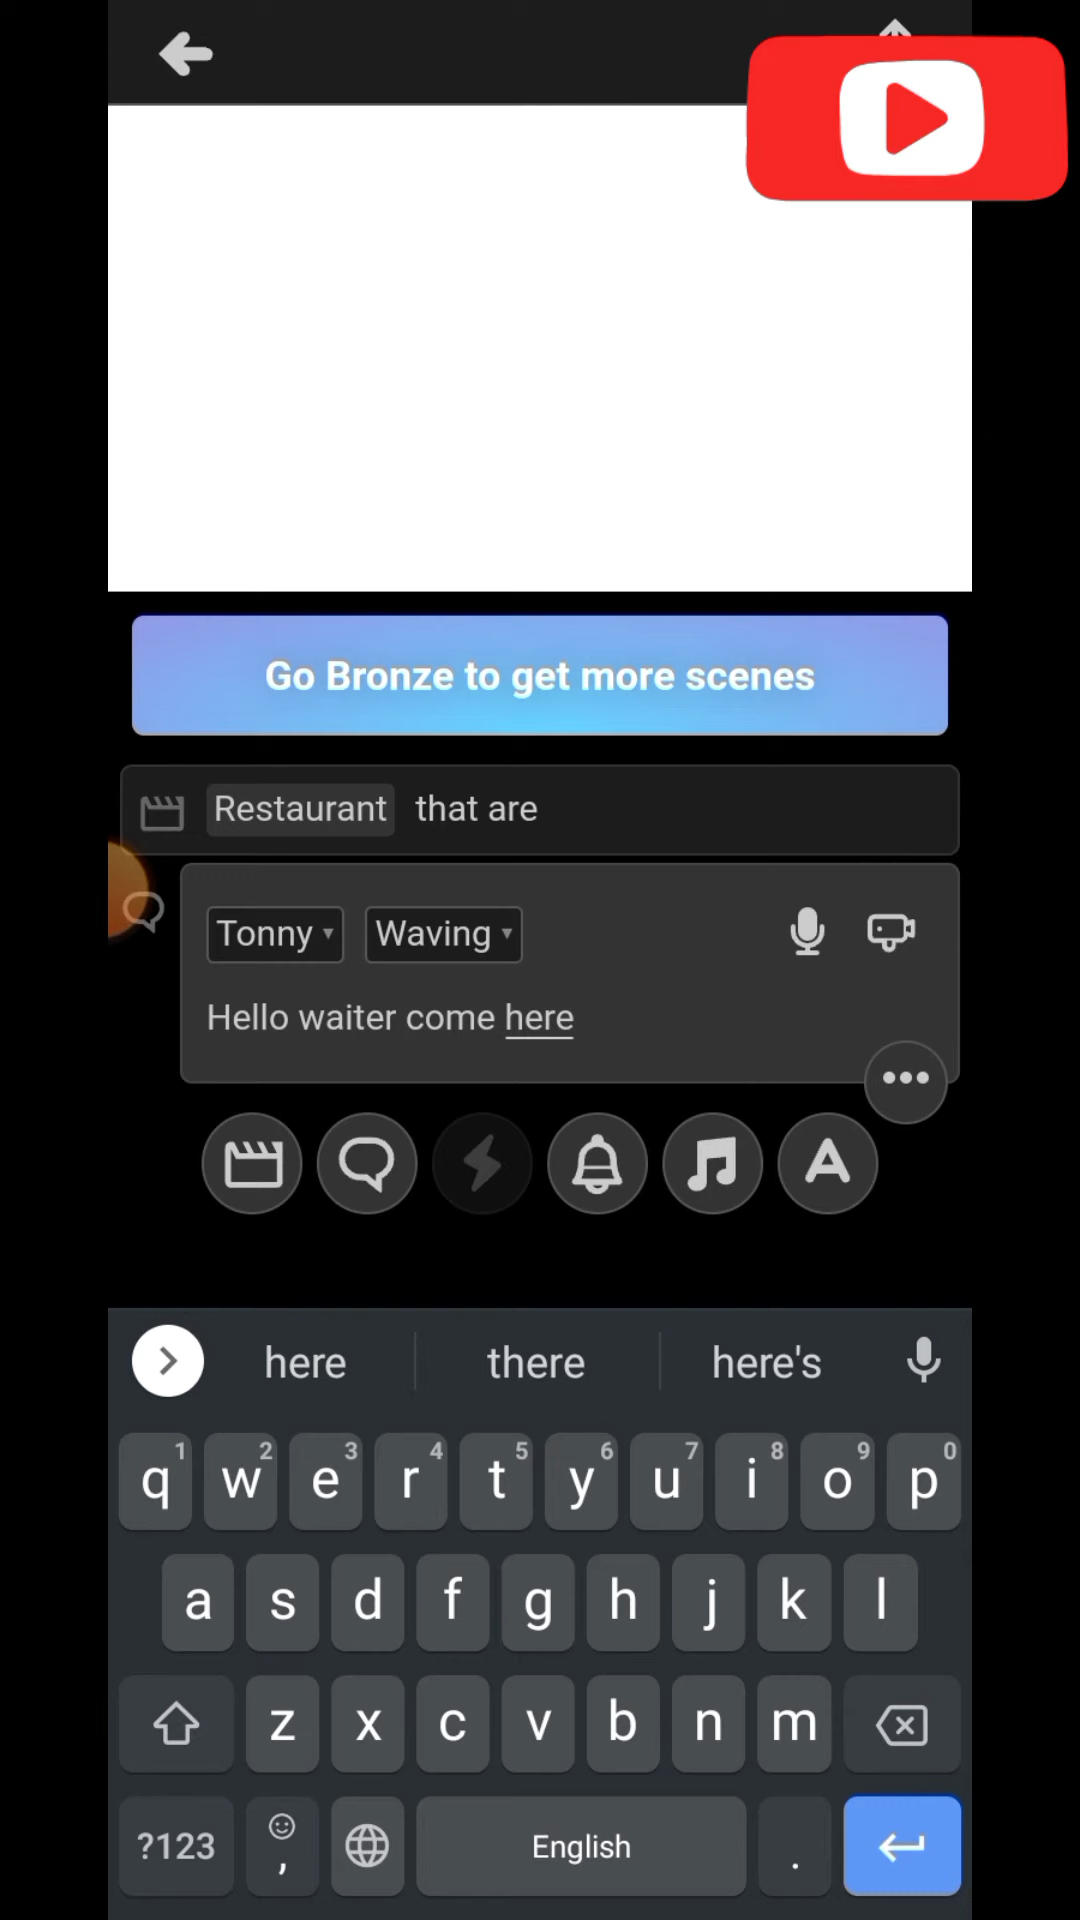 Go Bronze to get more scenes
Restaurant that are
Tonny Waving
Hello waiter come here
A
here there here's
1 2 3 4 5 6 7 8 9 0
q w e r t y u i o p
a s d f g h j k l
z x c v b n m
?123 , English .